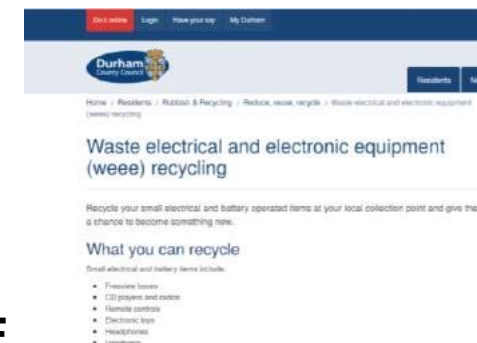 Do it online Login Have your say My Durham
Durham
County Council
Residents
Home / Residents / Rubbish & Recycling / Reduce, reuse, recycle / Waste electrical and electronic equipment
(weee) recycling
Waste electrical and electronic equipment
(weee) recycling
Recycle your small electrical and battery operated items at your local collection point and give the
a chance to become something new.
What you can recycle
Small electrical and battery items include:
Freeview boxes
CD players and radios
Remote controls
Electronic toys
Headphones